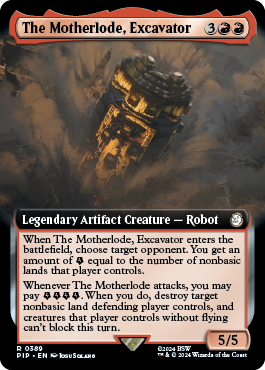 The Motherlode, Excavator 3
Legendary Artifact Creature — Robot
When The Motherlode, Excavator enters the
battlefield, choose target opponent. You get an
amount of equal to the number of nonbasic
lands that player controls.
Whenever The Motherlode attacks, you may
pay . When you do, destroy target
nonbasic land defending player controls, and
creatures that player controls without flying
can't block this turn.
5/5
R 0389
PIP • EN Josu Solano
©2024 BSW
™ & © 2024 Wizards of the Coast